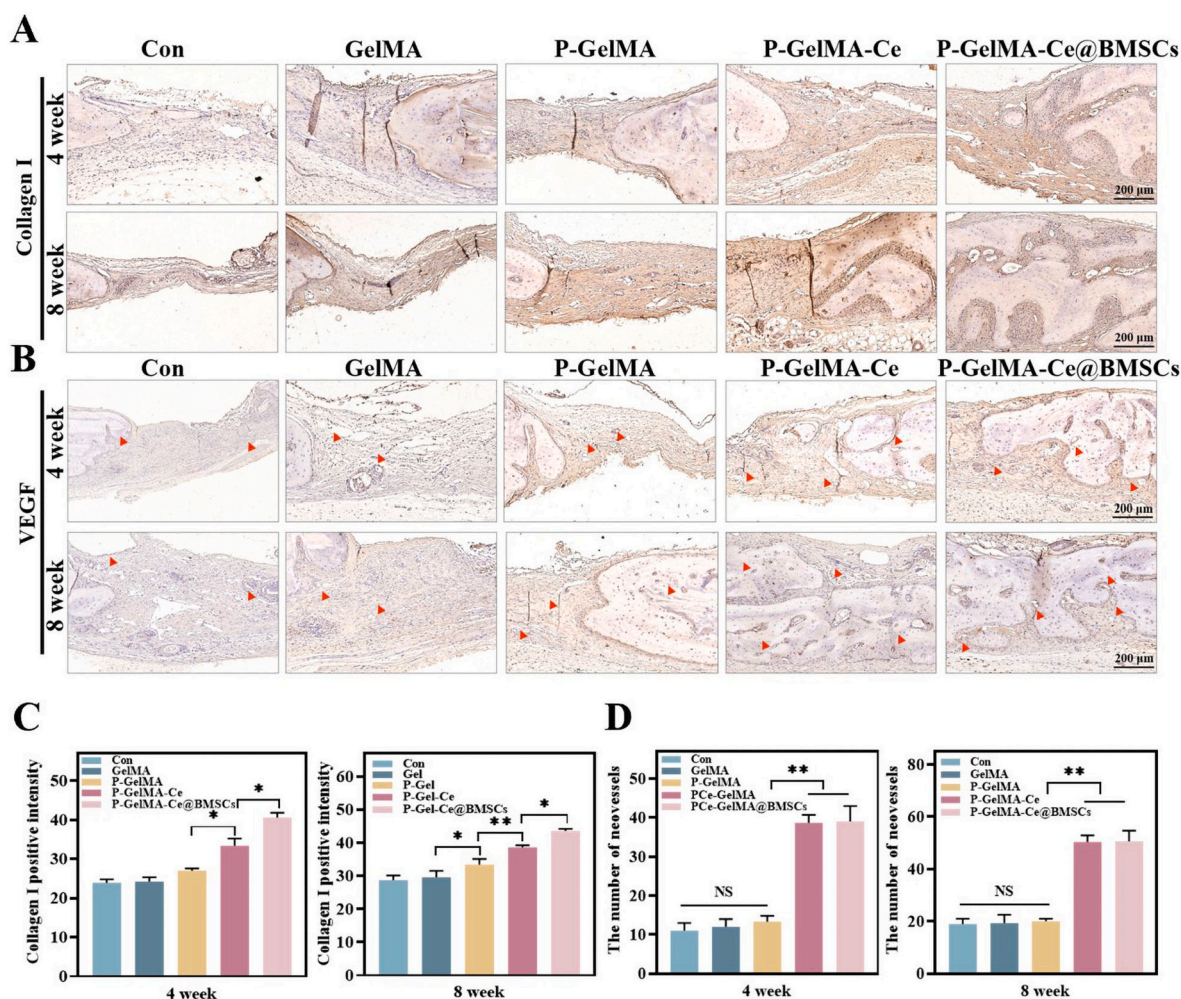 A
Con GelMA P-GelMA P-GelMA-Ce P-GelMA-Ce@BMSCs
Collagen I
4 week
200 μm
8 week
200 μm
B
Con GelMA P-GelMA P-GelMA-Ce P-GelMA-Ce@BMSCs
VEGF
4 week
200 μm
8 week
200 μm
C
Collagen I positive intensity
50
40
30
20
10
0
Con
GelMA
P-GelMA
P-GelMA-Ce
P-GelMA-Ce@BMSCs
*
*
4 week
Collagen I positive intensity
60
50
40
30
20
10
0
Con
Gel
P-Gel
P-Gel-Ce
P-Gel-Ce@BMSCs
*
**
*
8 week
D
The number of neovessels
50
40
30
20
10
0
Con
GelMA
P-GelMA
PCe-GelMA
PCe-GelMA@BMSCs
**
NS
4 week
The number of neovessels
80
60
40
20
0
Con
GelMA
P-GelMA
P-GelMA-Ce
P-GelMA-Ce@BMSCs
**
NS
8 week